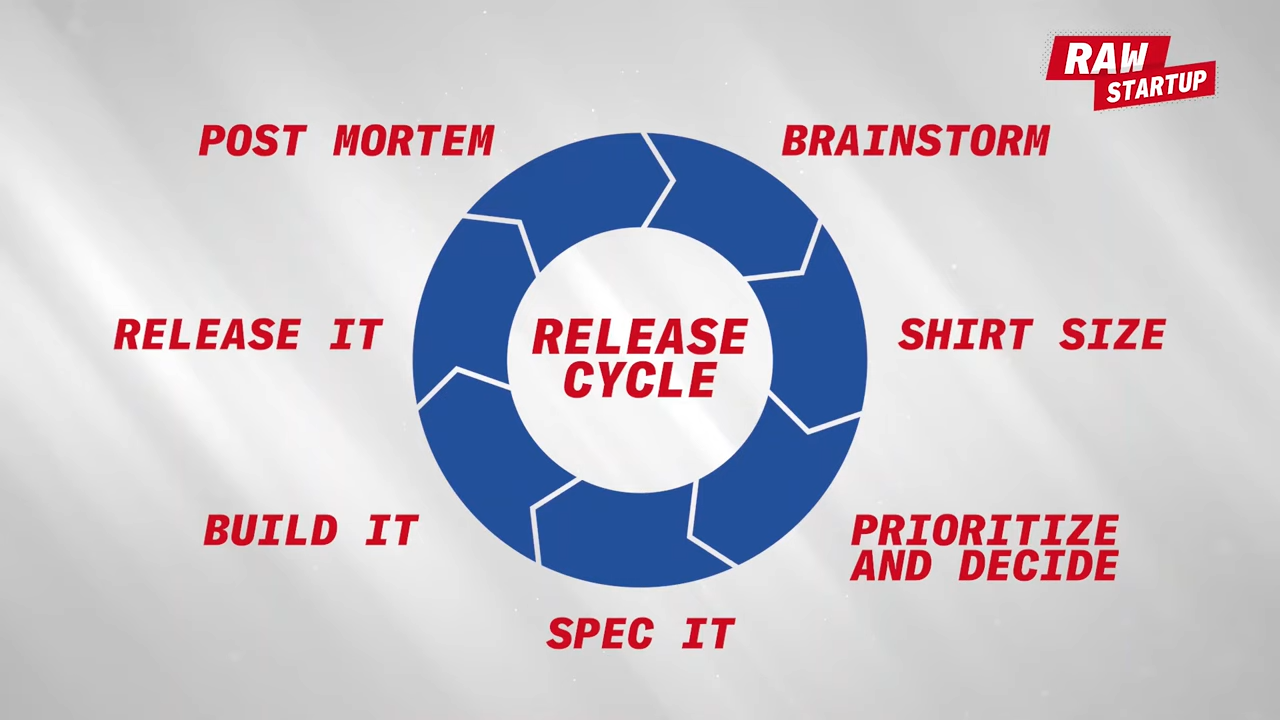 RAW
STARTUP
POST MORTEM
BRAINSTORM
RELEASE IT
RELEASE
CYCLE
SHIRT SIZE
BUILD IT
PRIORITIZE
AND DECIDE
SPEC IT